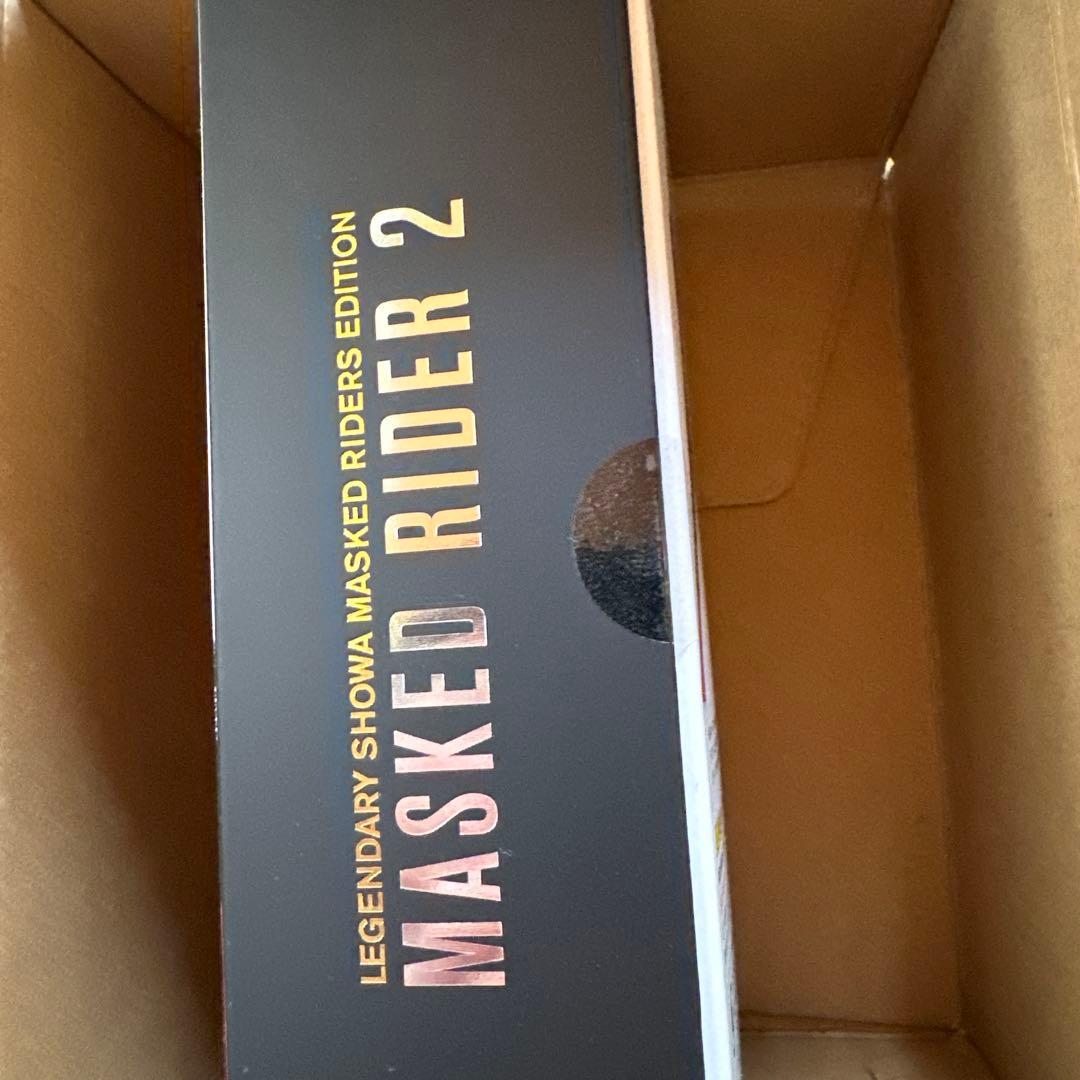 LEGENDARY SHOWA MASKED RIDERS EDITION
MASKED RIDER 2